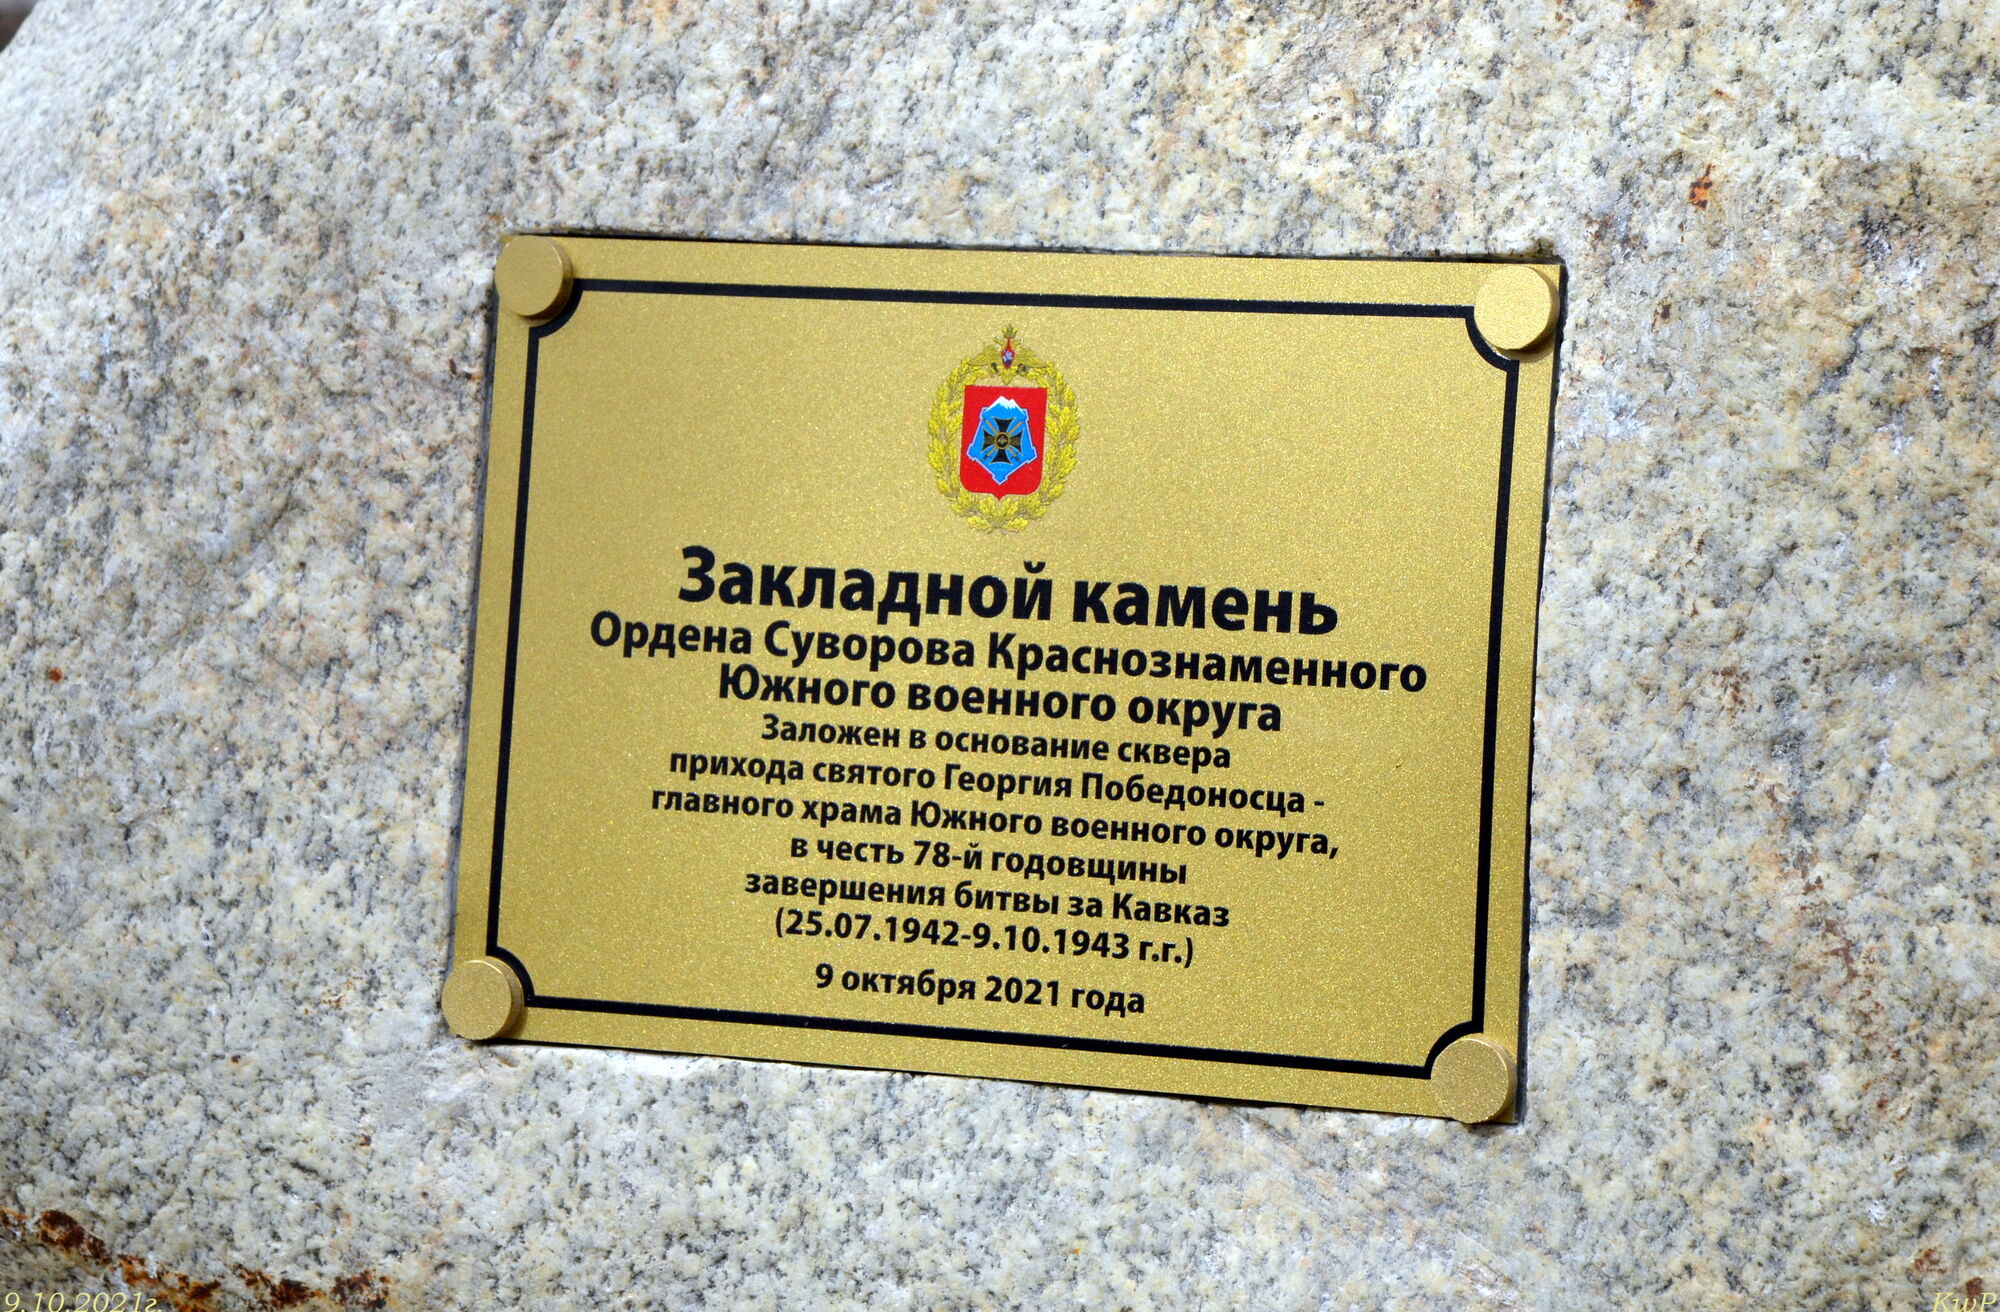 Закладной камень
Ордена Суворова Краснознаменного
Южного военного округа
Заложен в основание сквера
прихода святого Георгия Победоносца -
главного храма Южного военного округа,
в честь 78-й годовщины
завершения битвы за Кавказ
(25.07.1942-9.10.1943 г.г.)
9 октября 2021 года
9.10.2021г.
KwP